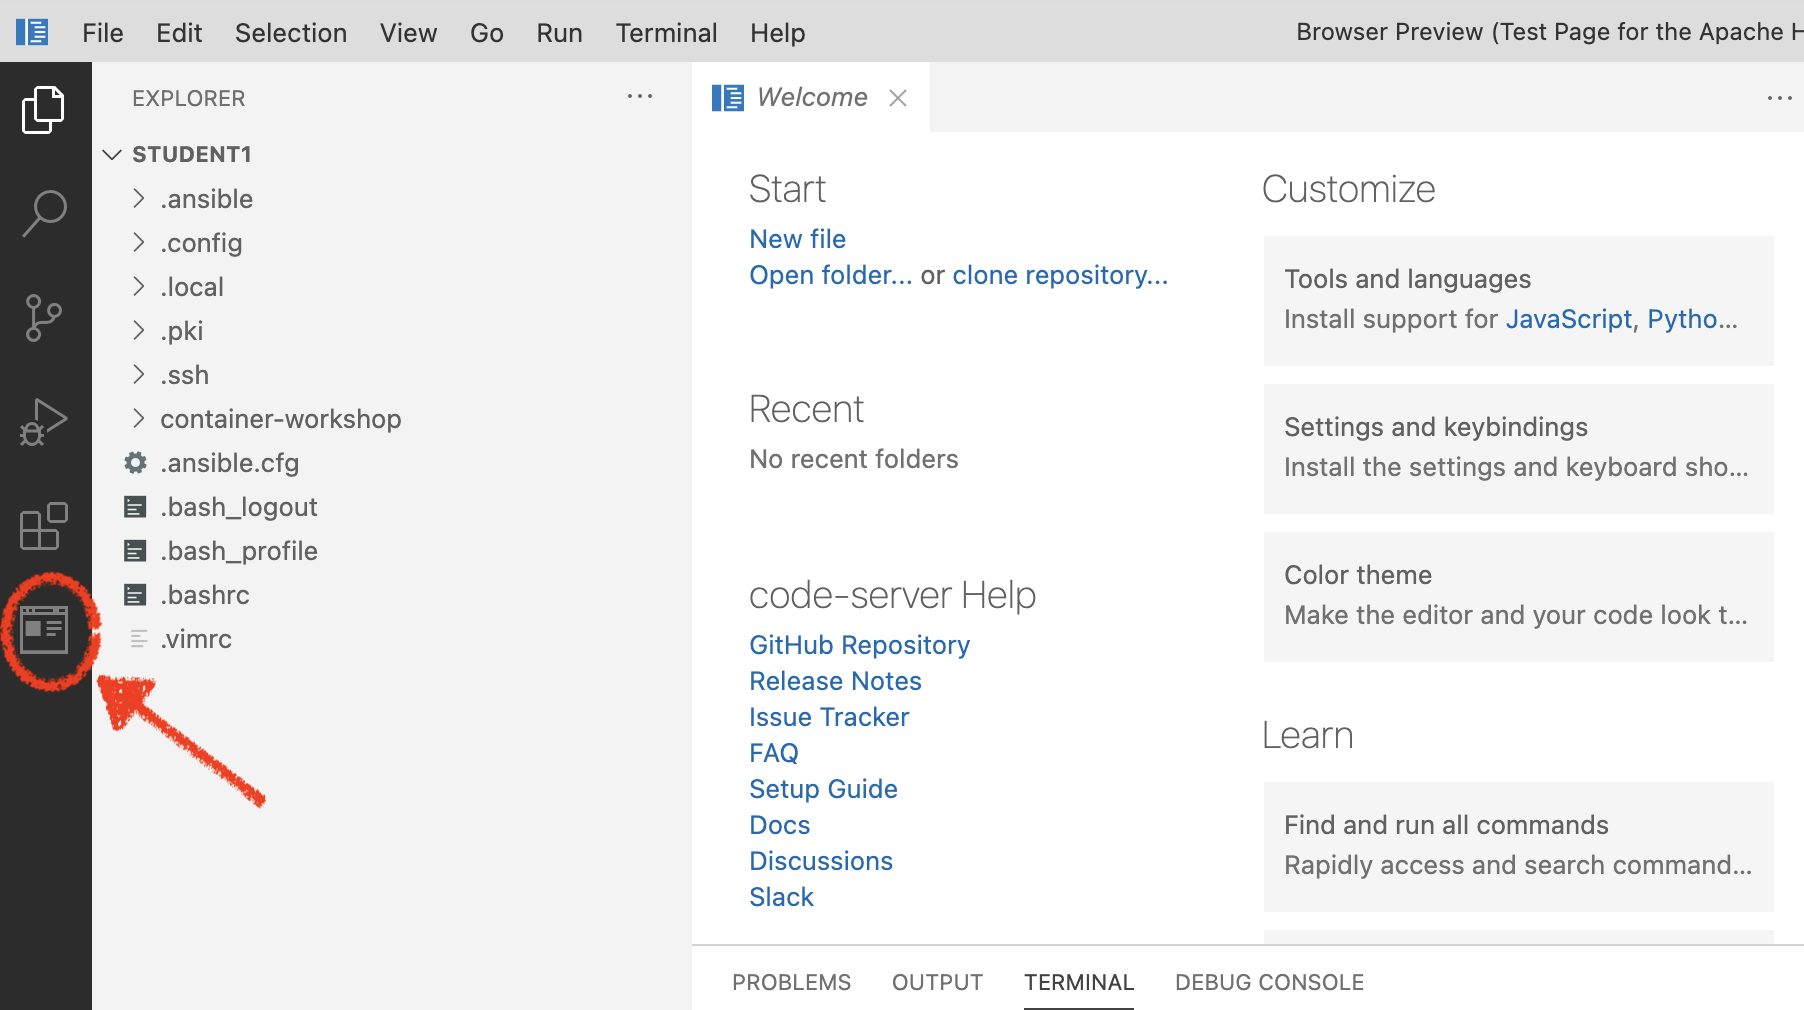 File Edit Selection View Go Run Terminal Help
Browser Preview (Test Page for the Apache H
EXPLORER
STUDENT1
.ansible
.config
.local
.pki
.ssh
container-workshop
.ansible.cfg
.bash_logout
.bash_profile
.bashrc
.vimrc
Welcome
Start
New file
Open folder... or clone repository...
Recent
No recent folders
code-server Help
GitHub Repository
Release Notes
Issue Tracker
FAQ
Setup Guide
Docs
Discussions
Slack
Customize
Tools and languages
Install support for JavaScript, Pytho...
Settings and keybindings
Install the settings and keyboard sho...
Color theme
Make the editor and your code look t...
Learn
Find and run all commands
Rapidly access and search command...
PROBLEMS OUTPUT TERMINAL DEBUG CONSOLE